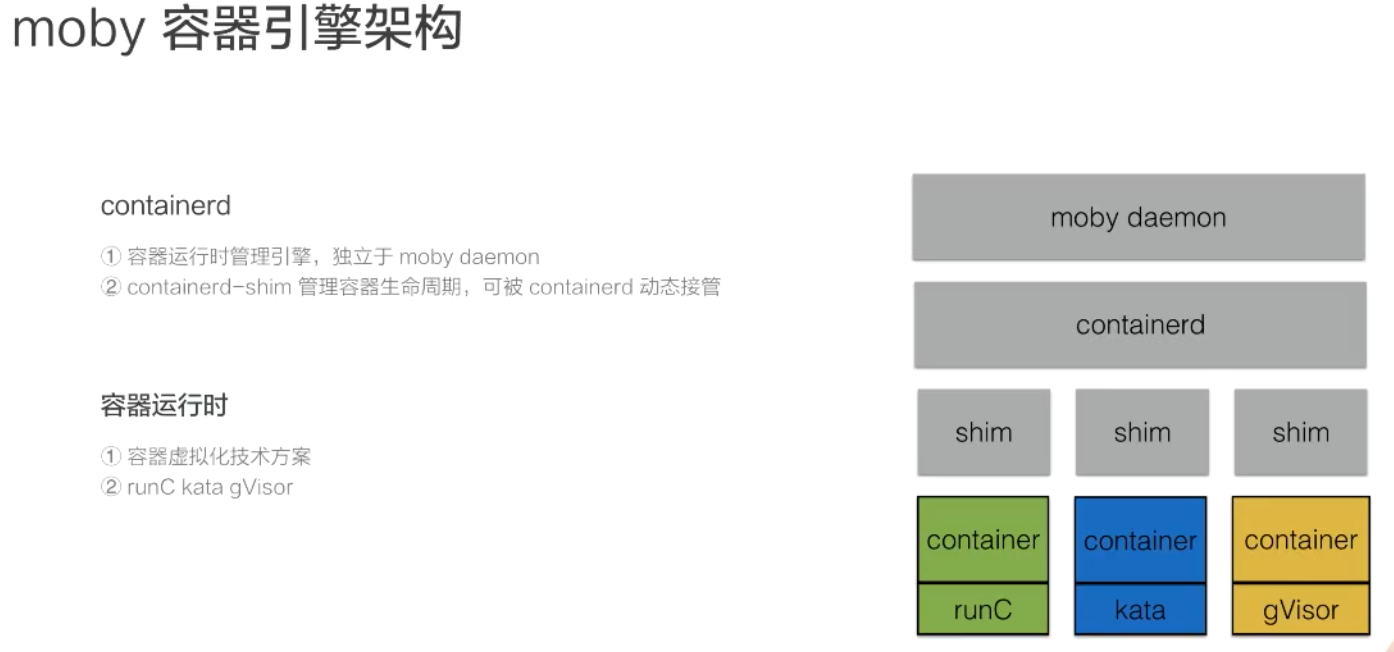 moby 容器引擎架构
containerd
① 容器运行时管理引擎，独立于 moby daemon
② containerd-shim 管理容器生命周期，可被 containerd 动态接管
容器运行时
① 容器虚拟化技术方案
② runC kata gVisor
moby daemon
containerd
shim shim shim
container container container
runC kata gVisor